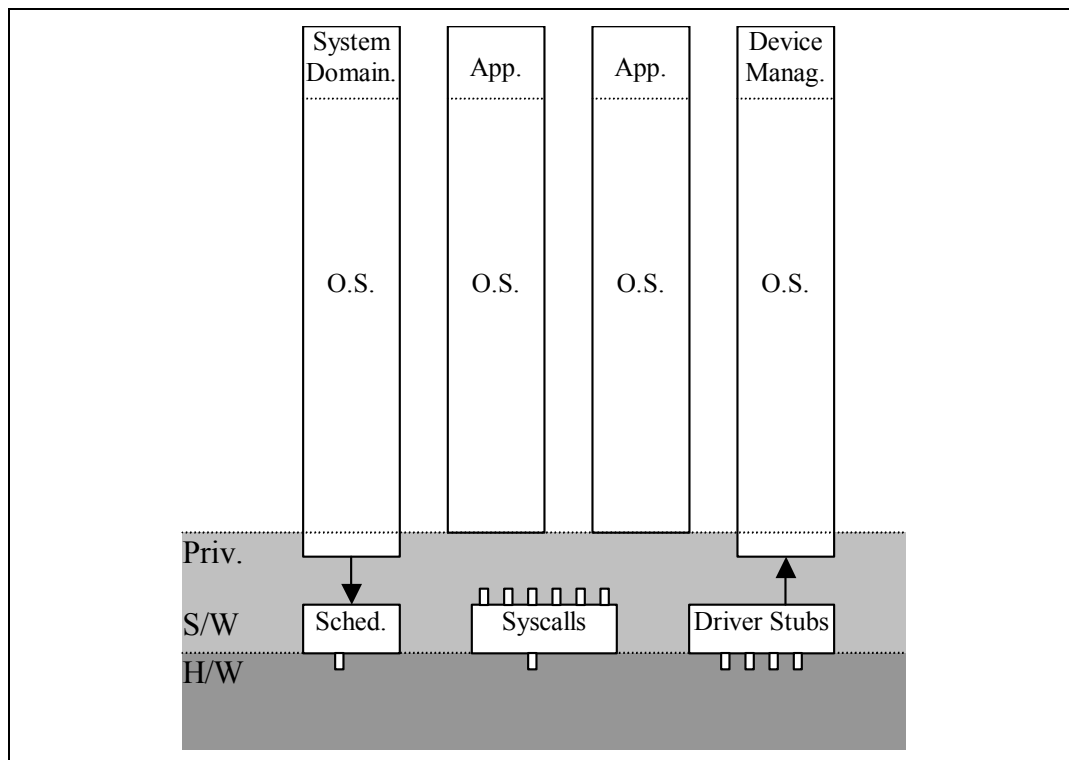 System
Domain.
App.
App.
Device
Manag.
O.S.
O.S.
O.S.
O.S.
Priv.
S/W
Sched.
Syscalls
Driver Stubs
H/W